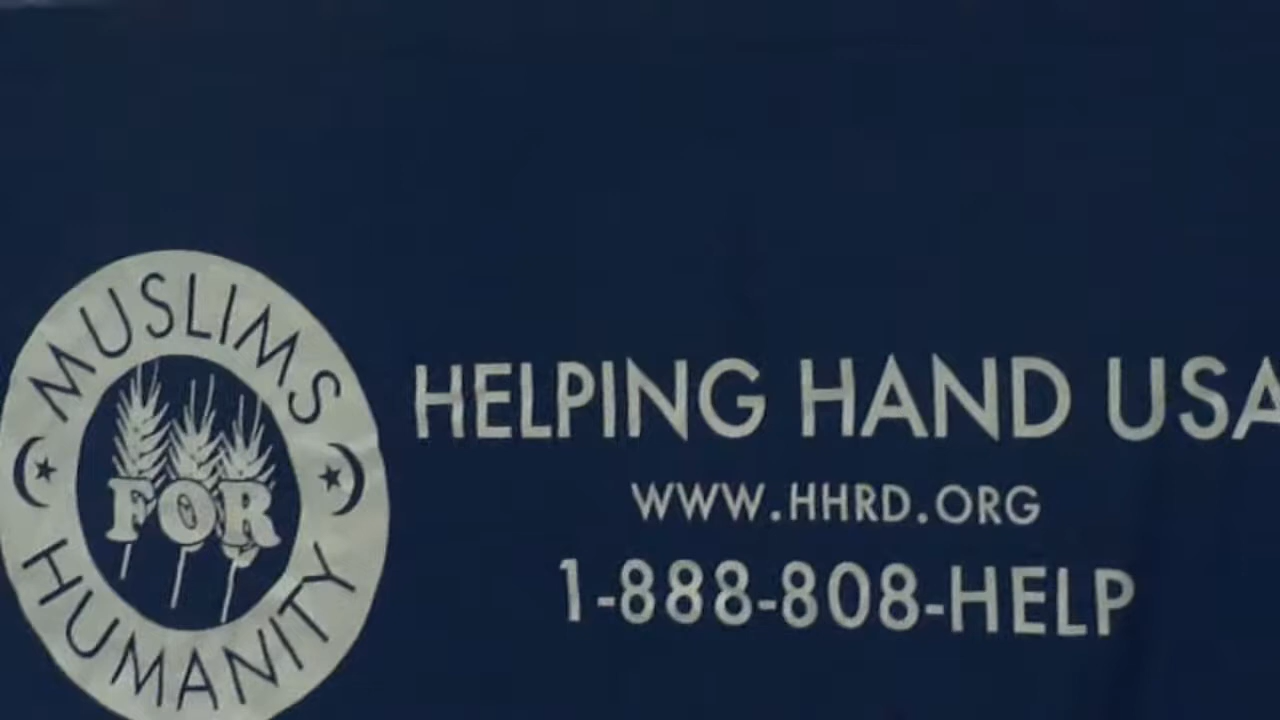 MUSLIMS
FOR
HUMANITY
HELPING HAND USA
WWW.HHRD.ORG
1-888-808-HELP